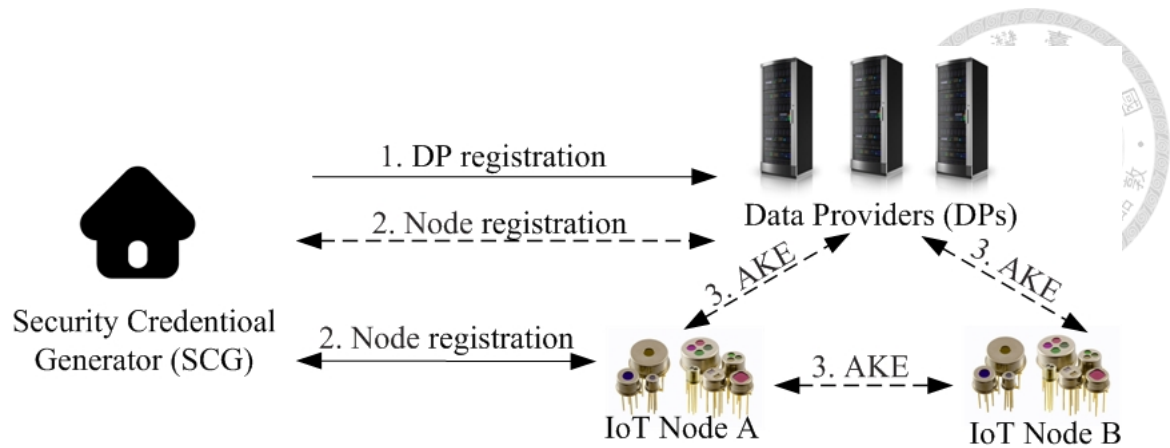 1. DP registration
2. Node registration
Data Providers (DPs)
3. AKE
3. AKE
Security Credentioal
Generator (SCG)
2. Node registration
3. AKE
IoT Node A
IoT Node B